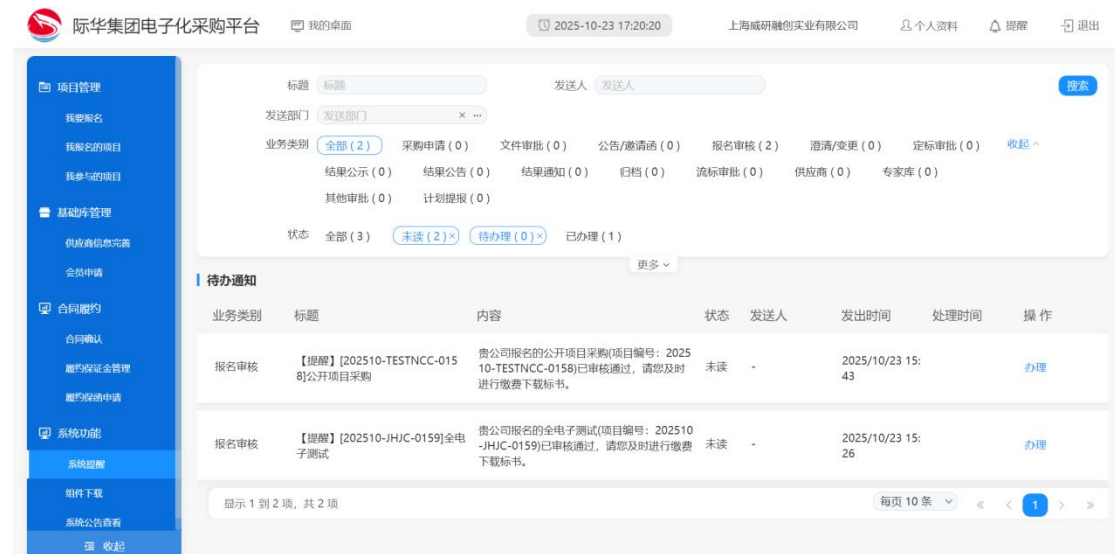 际华集团电子化采购平台 我的桌面 2025-10-23 17:20:20 上海威研融创实业有限公司 个人资料 提醒 退出
项目管理
我要报名
我报名的项目
我参与的项目
基础库管理
供应商信息完善
会员申请
合同履约
合同确认
履约保证金管理
履约保函申请
系统功能
系统提醒
组件下载
系统公告查看
收起
标题 标题 发送人 发送人 搜索
发送部门 发送部门 × ...
业务类别 全部 ( 2 ) 采购申请 ( 0 ) 文件审批 ( 0 ) 公告/邀请函 ( 0 ) 报名审核 ( 2 ) 澄清/变更 ( 0 ) 定标审批 ( 0 ) 收起
结果公示 ( 0 ) 结果公告 ( 0 ) 结果通知 ( 0 ) 归档 ( 0 ) 流标审批 ( 0 ) 供应商 ( 0 ) 专家库 ( 0 )
其他审批 ( 0 ) 计划提报 ( 0 )
状态 全部 ( 3 ) 未读 ( 2 ) × 待办理 ( 0 ) × 已办理 ( 1 )
更多
待办通知
业务类别 标题 内容 状态 发送人 发出时间 处理时间 操作
报名审核 【提醒】[202510-TESTNCC-015
8]公开项目采购
贵公司报名的公开项目采购(项目编号：2025
10-TESTNCC-0158)已审核通过，请您及时
进行缴费下载标书。
未读 - 2025/10/23 15:
43
办理
报名审核 【提醒】[202510-JHJC-0159]全电
子测试
贵公司报名的全电子测试(项目编号：202510
-JHJC-0159)已审核通过，请您及时进行缴费
下载标书。
未读 - 2025/10/23 15:
26
办理
显示 1 到 2 项，共 2 项 每页 10 条 « < 1 > »